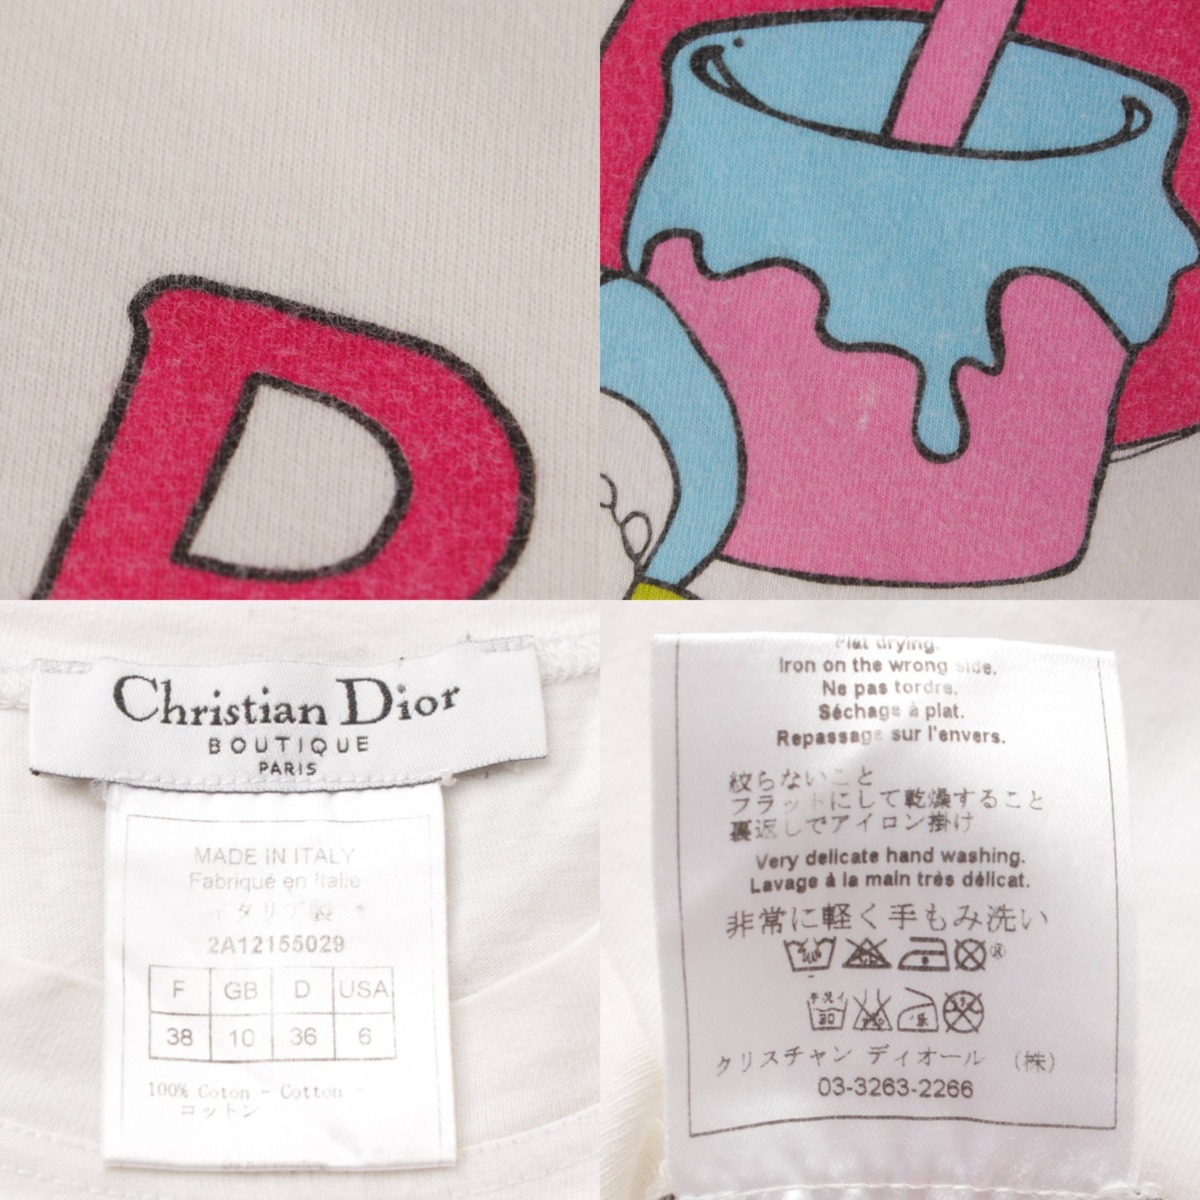 D
Christian Dior
BOUTIQUE
PARIS
MADE IN ITALY
Fabriqué en Italie
イタリア製
2A12155029
F GB D USA
38 10 36 6
100% Coton - Cotton -
コットン
Flat drying.
Iron on the wrong side.
Ne pas tordre.
Séchage à plat.
Repassage sur l'envers.
絞らないこと
フラットにして乾燥すること
裏返しでアイロン掛け
Very delicate hand washing.
Lavage à la main très délicat.
非常に軽く手もみ洗い
クリスチャン ディオール (株)
03-3263-2266